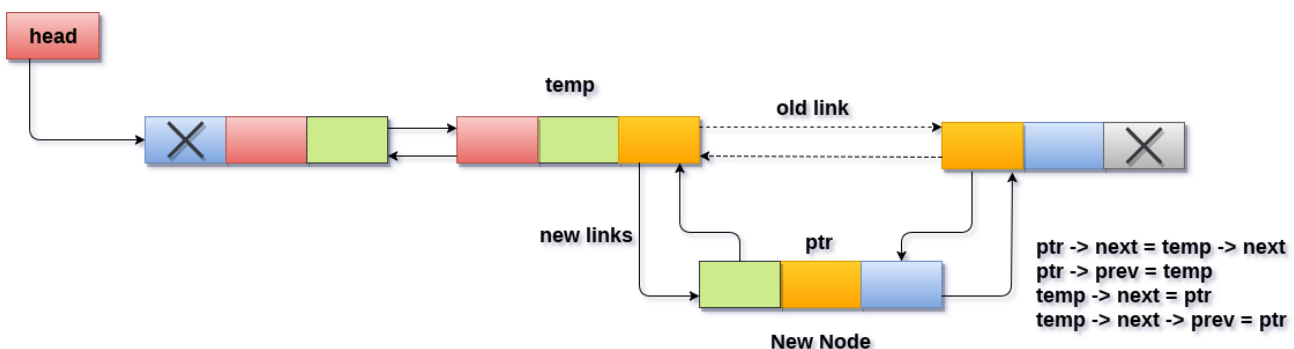 head
temp
old link
new links
ptr
ptr -> next = temp -> next
ptr -> prev = temp
temp -> next = ptr
temp -> next -> prev = ptr
New Node